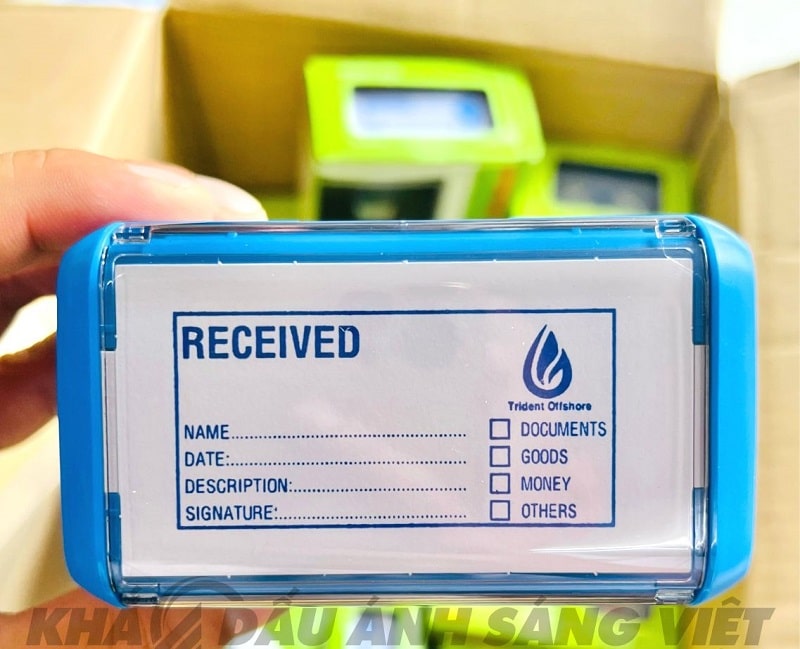 RECEIVED
Trident Offshore
NAME.......................................................
DATE:.......................................................
DESCRIPTION:.........................................
SIGNATURE:............................................
DOCUMENTS
GOODS
MONEY
OTHERS
KHẮC DẤU ÁNH SÁNG VIỆT